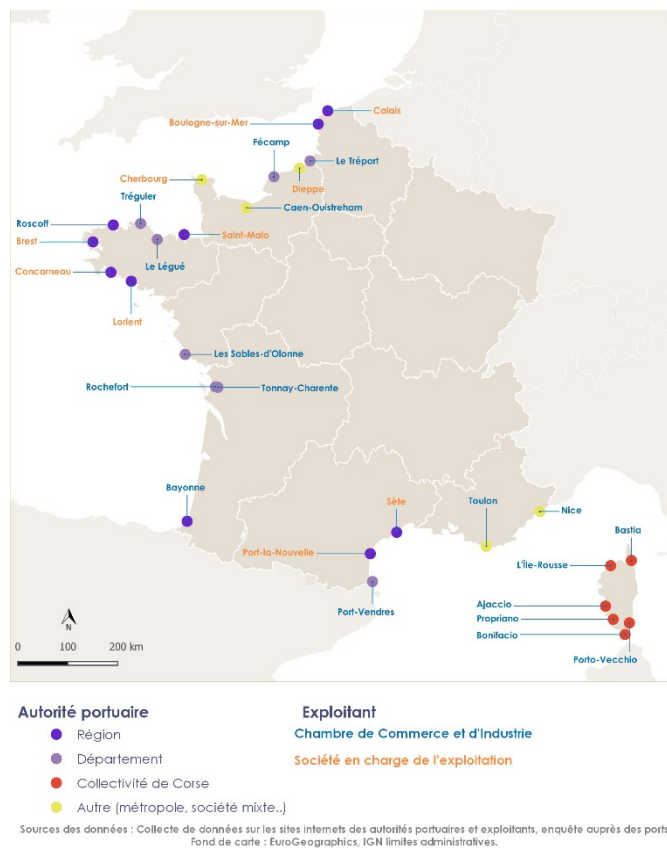 Calais
Boulogne-sur-Mer
Fécamp
Le Tréport
Cherbourg
Dieppe
Tréguier
Caen-Ouistreham
Roscoff
Saint-Malo
Brest
Le Légué
Concarneau
Lorient
Les Sables-d'Olonne
Rochefort
Tonnay-Charente
Bayonne
Sète
Toulon
Nice
Bastia
Port-la-Nouvelle
L'Île-Rousse
Ajaccio
Port-Vendres
Propriano
Bonifacio
Porto-Vecchio
N
0 100 200 km
Autorité portuaire
Région
Département
Collectivité de Corse
Autre (métropole, société mixte..)
Exploitant
Chambre de Commerce et d'Industrie
Société en charge de l'exploitation
Sources des données : Collecte de données sur les sites internets des autorités portuaires et exploitants, enquête auprès des ports
Fond de carte : EuroGeographics, IGN limites administratives.